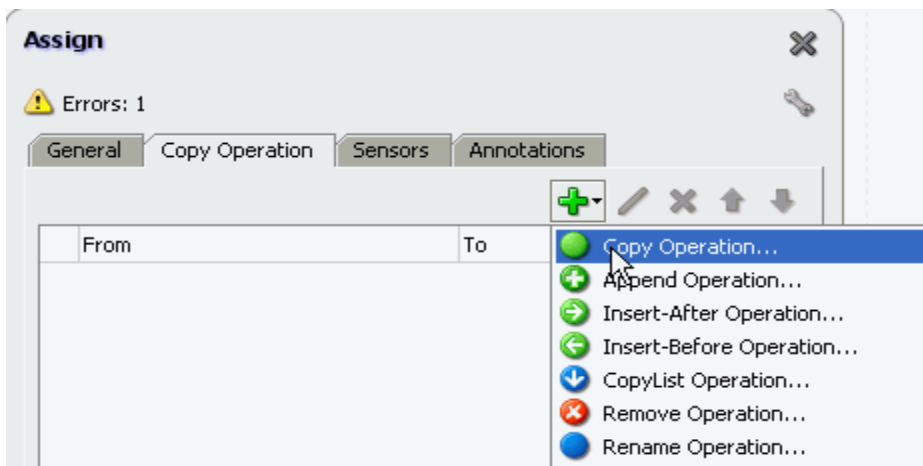 Assign
Errors: 1
General Copy Operation Sensors Annotations
From To
Copy Operation...
Append Operation...
Insert-After Operation...
Insert-Before Operation...
CopyList Operation...
Remove Operation...
Rename Operation...